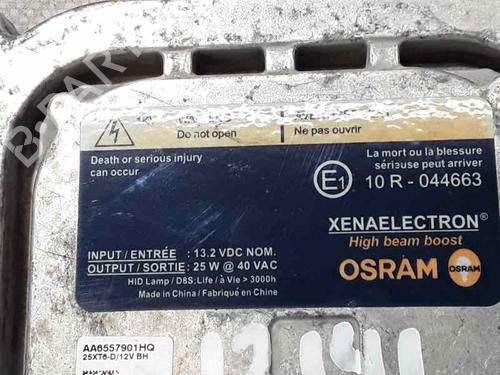 Do not open
Ne pas ouvrir
Death or serious injury
can occur
La mort ou la blessure
sérieuse peut arriver
E1 10 R - 044663
XENAELECTRON®
High beam boost
OSRAM OSRAM
INPUT / ENTRÉE : 13.2 VDC NOM.
OUTPUT / SORTIE: 25 W @ 40 VAC
HID Lamp / D8S;Life / à Vie > 3000h
Made in China / Fabriqué en Chine
AA6557901HQ
25XT6-D/12V BH